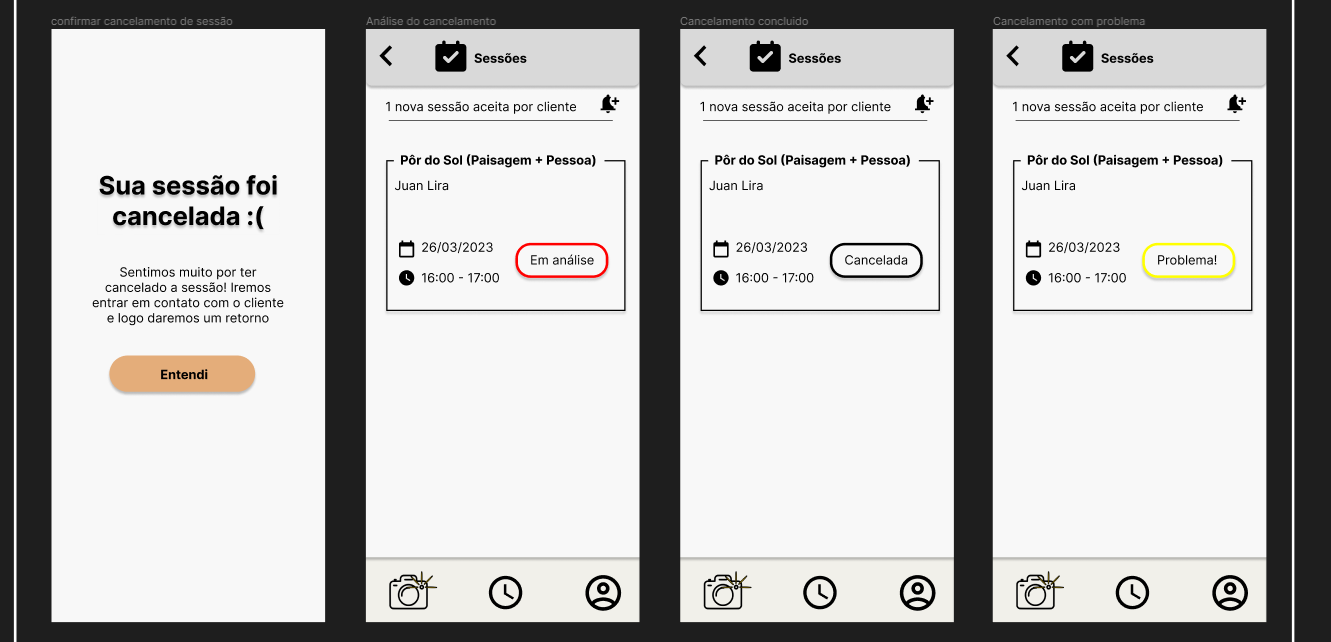 confirmar cancelamento de sessão
Sua sessão foi
cancelada :(
Sentimos muito por ter
cancelado a sessão! Iremos
entrar em contato com o cliente
e logo daremos um retorno
Entendi
Análise do cancelamento
Sessões
1 nova sessão aceita por cliente
Pôr do Sol (Paisagem + Pessoa)
Juan Lira
26/03/2023
16:00 - 17:00
Em análise
Cancelamento concluido
Sessões
1 nova sessão aceita por cliente
Pôr do Sol (Paisagem + Pessoa)
Juan Lira
26/03/2023
16:00 - 17:00
Cancelada
Cancelamento com problema
Sessões
1 nova sessão aceita por cliente
Pôr do Sol (Paisagem + Pessoa)
Juan Lira
26/03/2023
16:00 - 17:00
Problema!